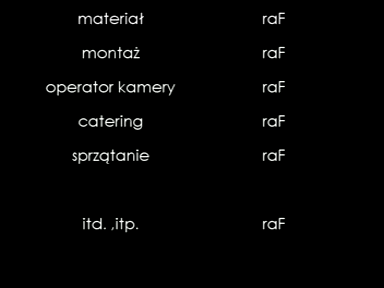 materiał raF
montaż raF
operator kamery raF
catering raF
sprzątanie raF
itd. ,itp. raF